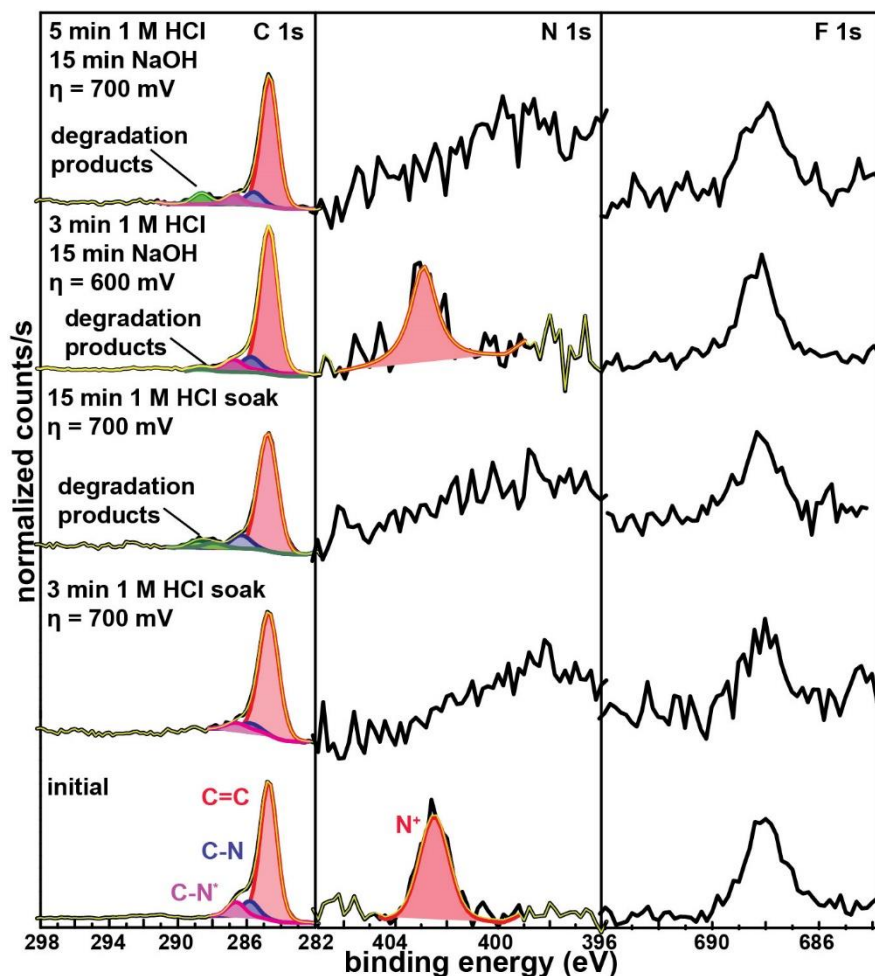 5 min 1 M HCl
15 min NaOH
η = 700 mV
C 1s
N 1s
F 1s
degradation
products
3 min 1 M HCl
15 min NaOH
η = 600 mV
degradation
products
15 min 1 M HCl soak
η = 700 mV
degradation
products
3 min 1 M HCl soak
η = 700 mV
initial
C=C
C-N
C-N*
N+
normalized counts/s
298 294 290 286 282 404 400 396 690 686
binding energy (eV)